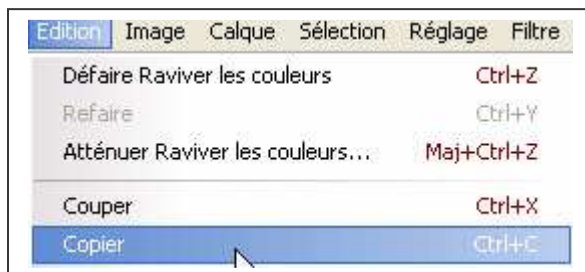 Edition Image Calque Sélection Réglage Filtre
Défaire Raviver les couleurs Ctrl+Z
Refaire Ctrl+Y
Atténuer Raviver les couleurs... Maj+Ctrl+Z
Couper Ctrl+X
Copier Ctrl+C